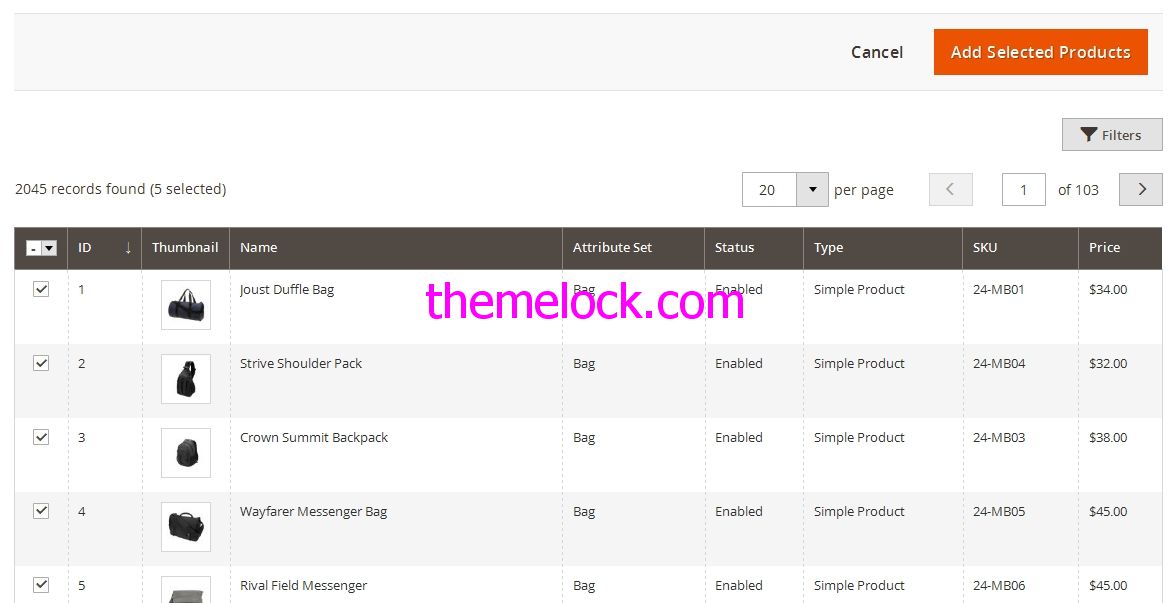 Cancel Add Selected Products
Filters
2045 records found (5 selected) 20 per page 1 of 103
- ID ↓ Thumbnail Name Attribute Set Status Type SKU Price
1 Joust Duffle Bag Bag Enabled Simple Product 24-MB01 $34.00
themelock.com
2 Strive Shoulder Pack Bag Enabled Simple Product 24-MB04 $32.00
3 Crown Summit Backpack Bag Enabled Simple Product 24-MB03 $38.00
4 Wayfarer Messenger Bag Bag Enabled Simple Product 24-MB05 $45.00
5 Rival Field Messenger Bag Enabled Simple Product 24-MB06 $45.00